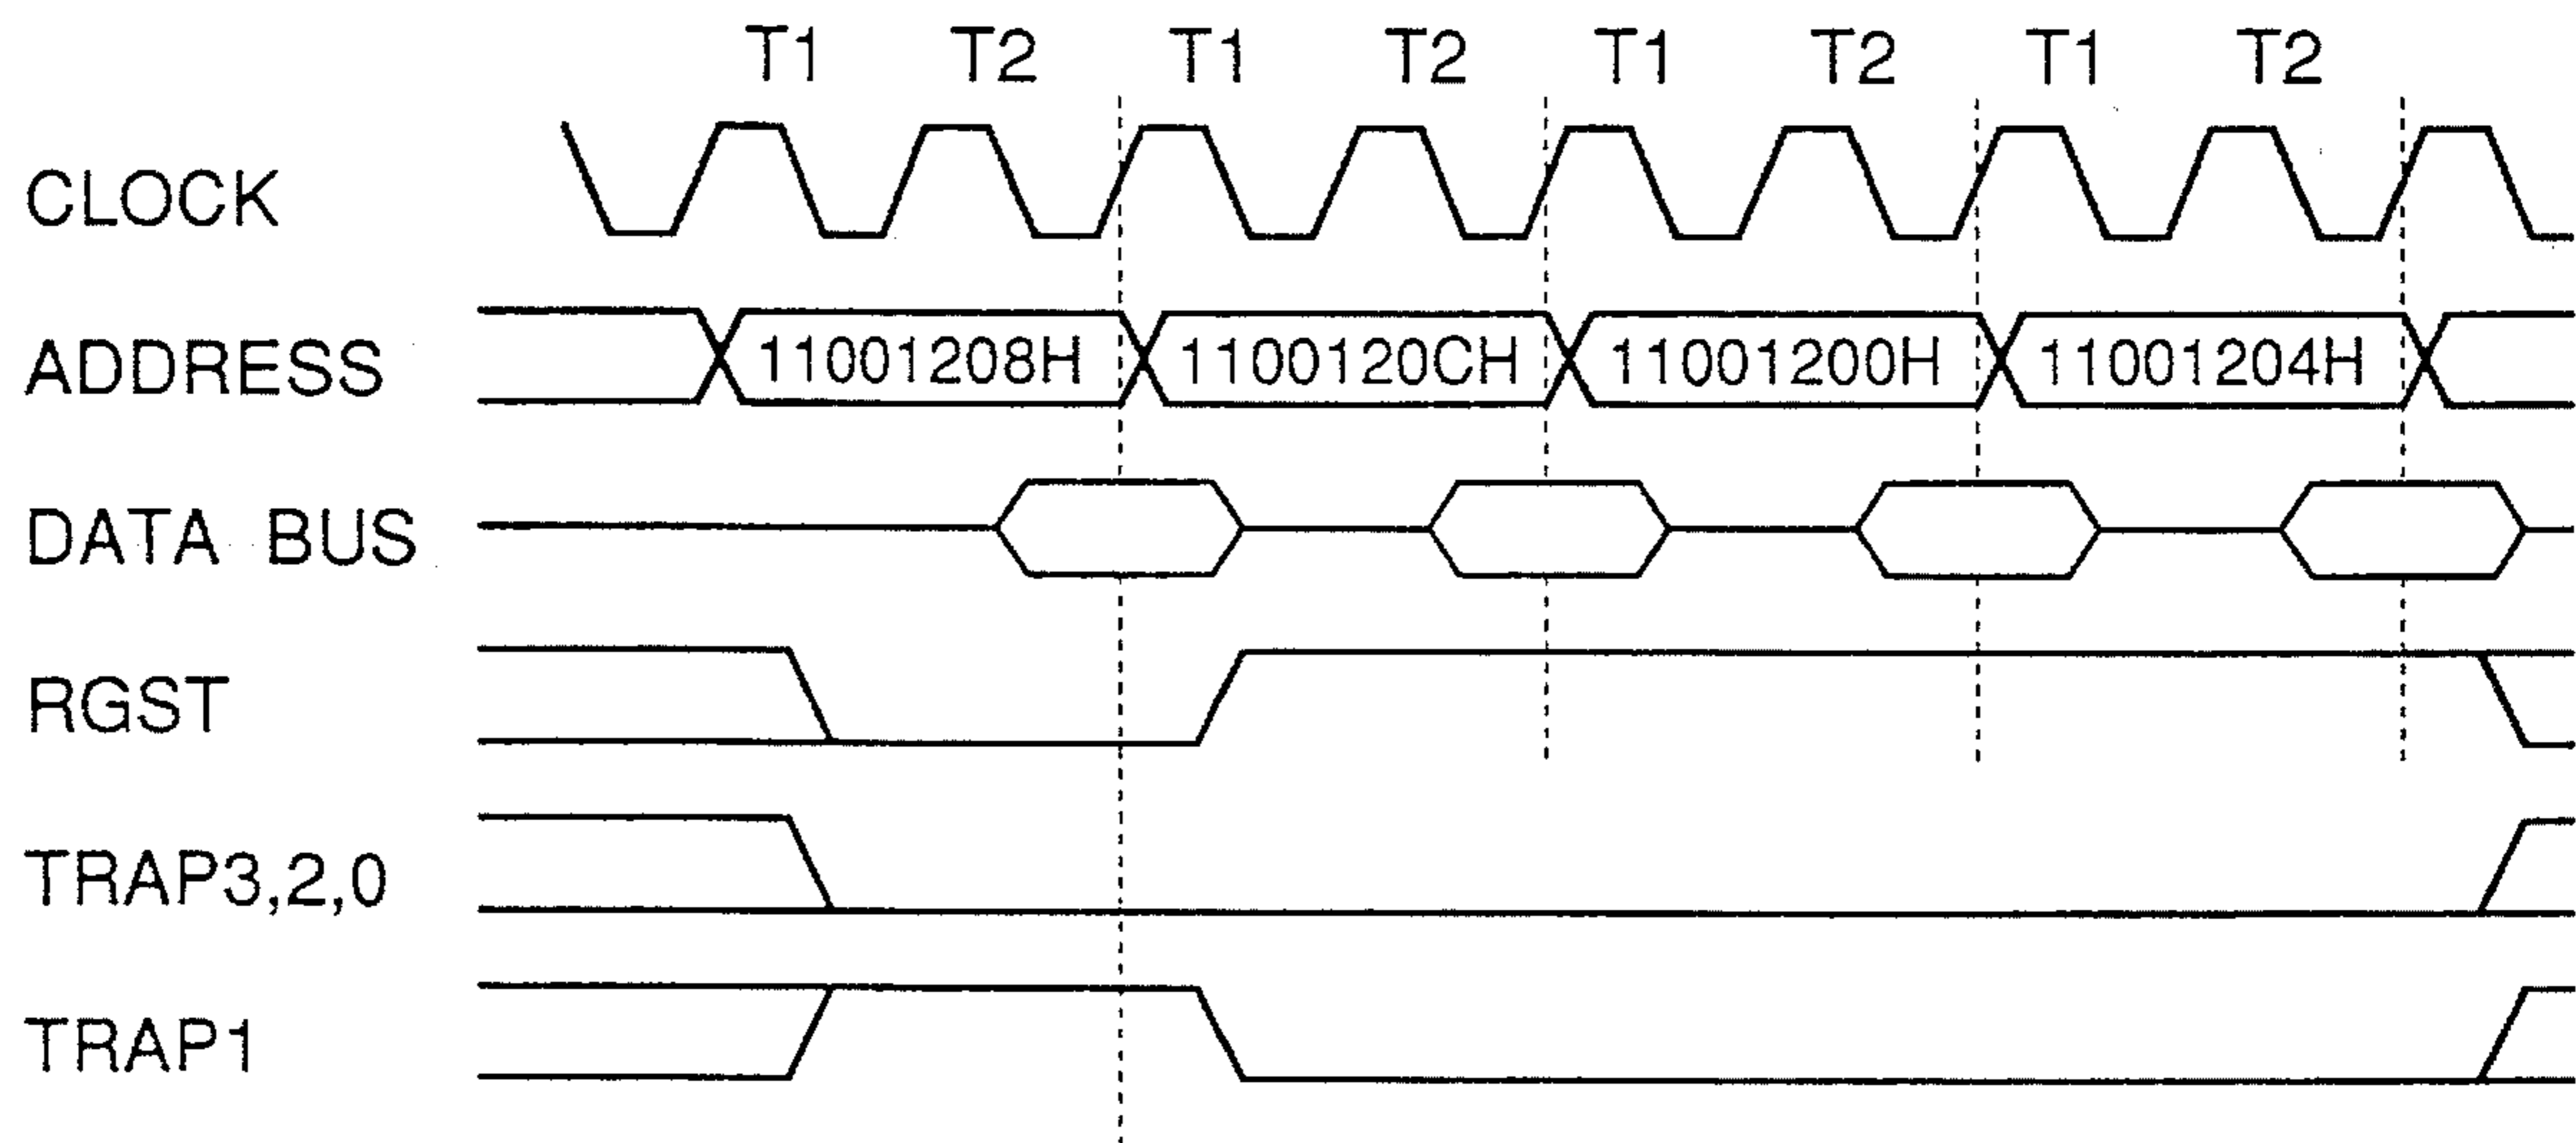 T1 T2 T1 T2 T1 T2 T1 T2
CLOCK
ADDRESS 11001208H 1100120CH 11001200H 11001204H
DATA BUS
RGST
TRAP3,2,0
TRAP1